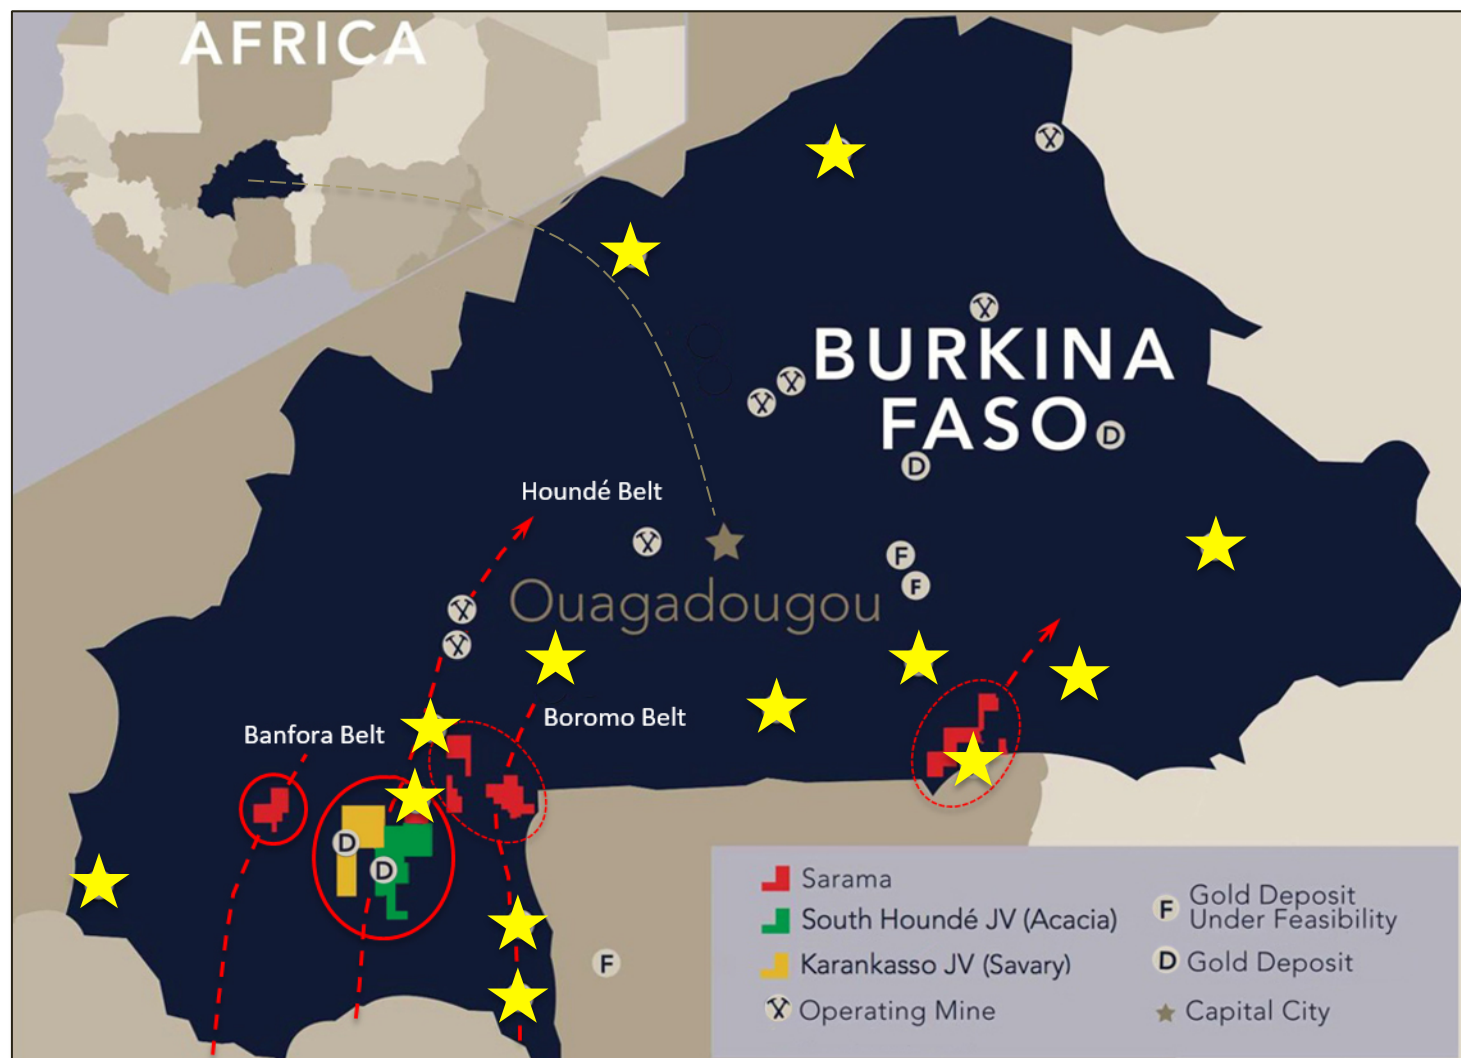 AFRICA
BURKINA
FASO
D
D
Houndé Belt
F
F
Ouagadougou
Boromo Belt
Banfora Belt
D
D
F
Sarama
South Houndé JV (Acacia)
Karankasso JV (Savary)
Operating Mine
F Gold Deposit
Under Feasibility
D Gold Deposit
Capital City